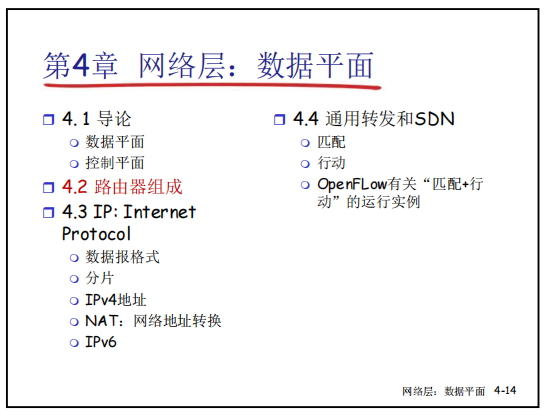 第4章 网络层：数据平面
4.1 导论
数据平面
控制平面
4.2 路由器组成
4.3 IP: Internet
Protocol
数据报格式
分片
IPv4地址
NAT：网络地址转换
IPv6
4.4 通用转发和SDN
匹配
行动
OpenFLow有关“匹配+行
动”的运行实例
网络层：数据平面 4-14